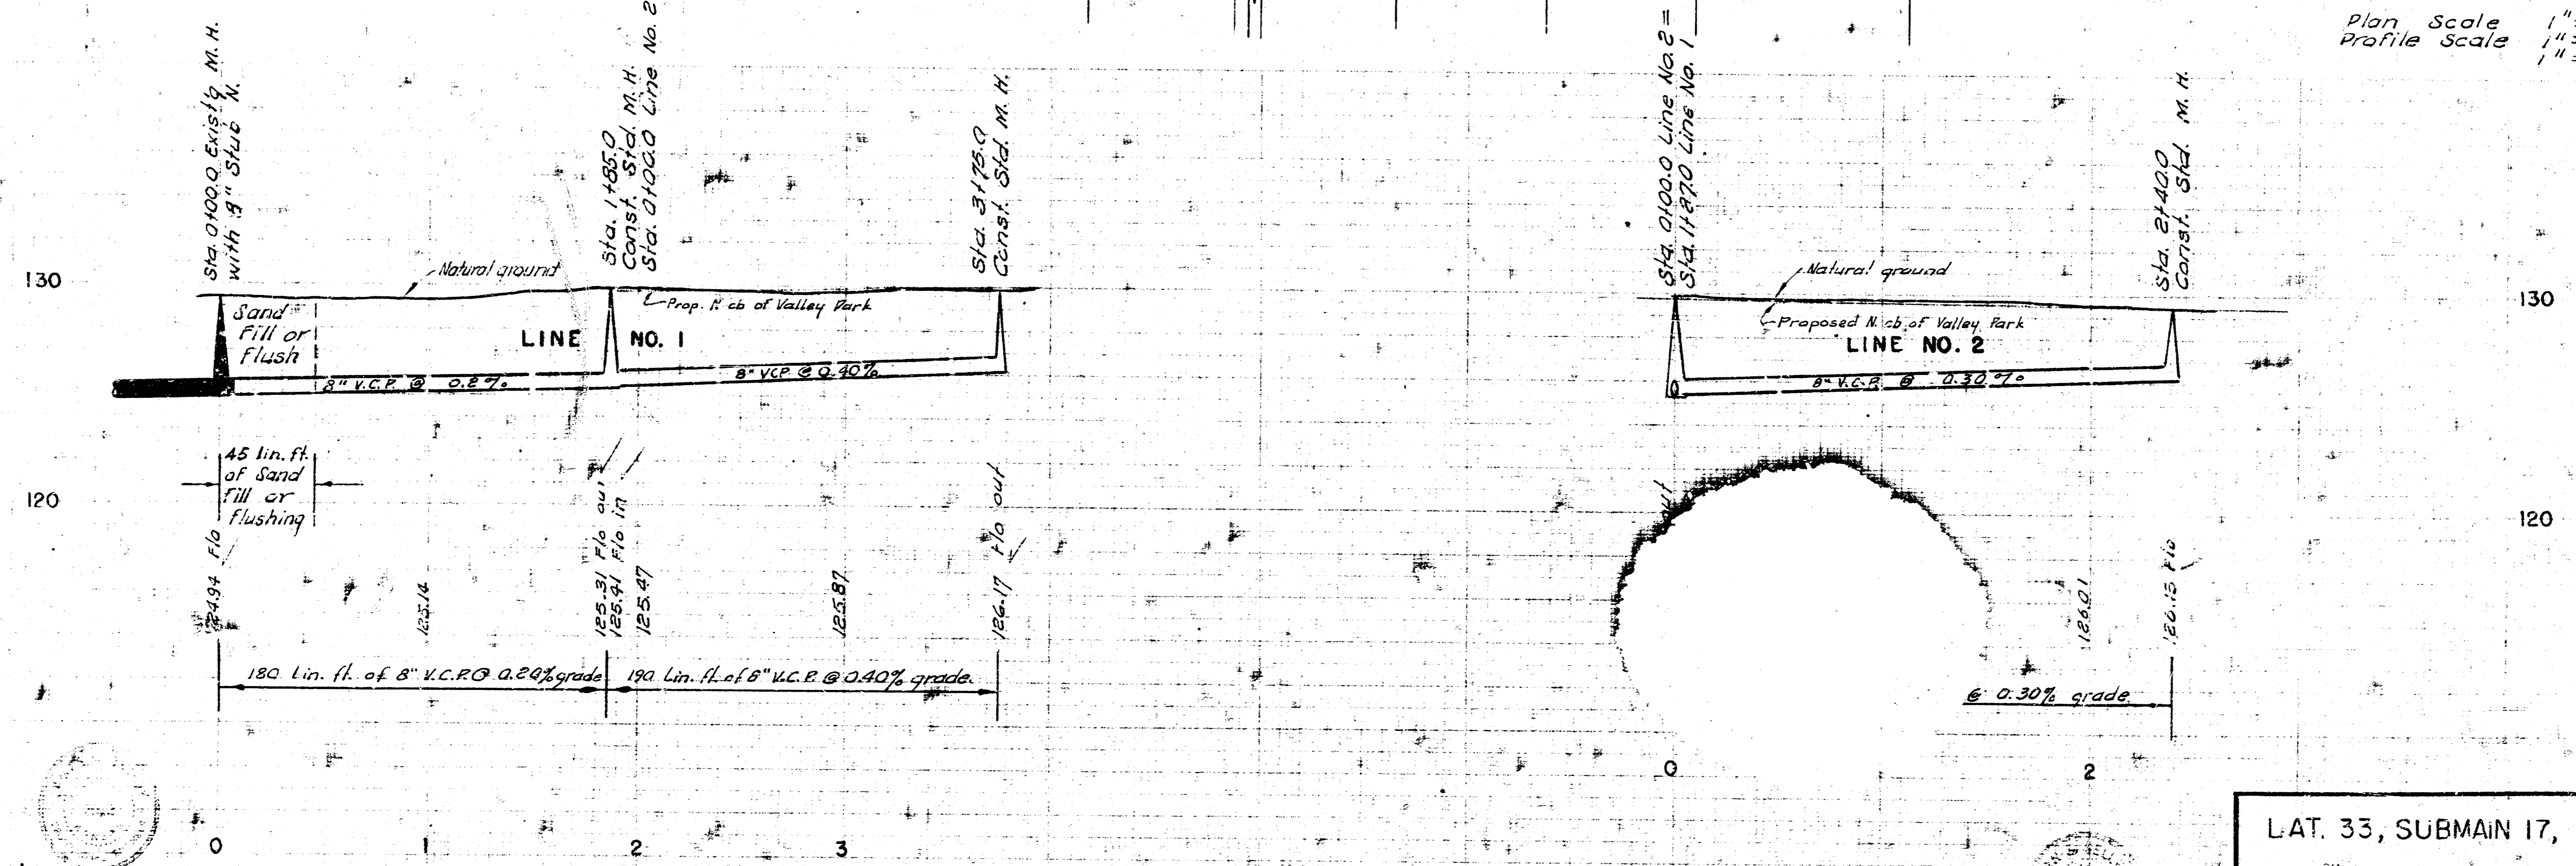 Plan Scale 1"=
Profile Scale 1"=
1"=
Sta. 0+00.0 Exist'g M. H.
with 8" Stub N.
Sta. 1+85.0
Const. Std. M. H.
Sta. 0+00.0 Line No. 2
Sta. 3+75.0
Const. Std. M. H.
Sta. 0+00.0 Line No. 2 =
Sta. 1+87.0 Line No. 1
Sta. 2+40.0
Const. Std. M. H.
130
Natural ground
Natural ground
130
Sand
Fill or
Flush
Prop. N. cb of Valley Park
LINE NO. 1
Proposed N. cb. of Valley Park
LINE NO. 2
8" V.C.P. @ 0.2%
8" V.C.P. @ 0.40%
8" V.C.P. @ 0.30%
45 lin. ft.
of Sand
Fill or
flushing
120
120
124.94 Flo
125.14
125.31 Flo out
125.41 Flo in
125.47
125.87
126.17 Flo out
out
126.01
126.13 Flo
180 Lin. ft. of 8" V.C.P. @ 0.20% grade
190 Lin. ft. of 8" V.C.P. @ 0.40% grade.
@ 0.30% grade
0
2
0
1
2
3
LAT. 33, SUBMAIN 17,